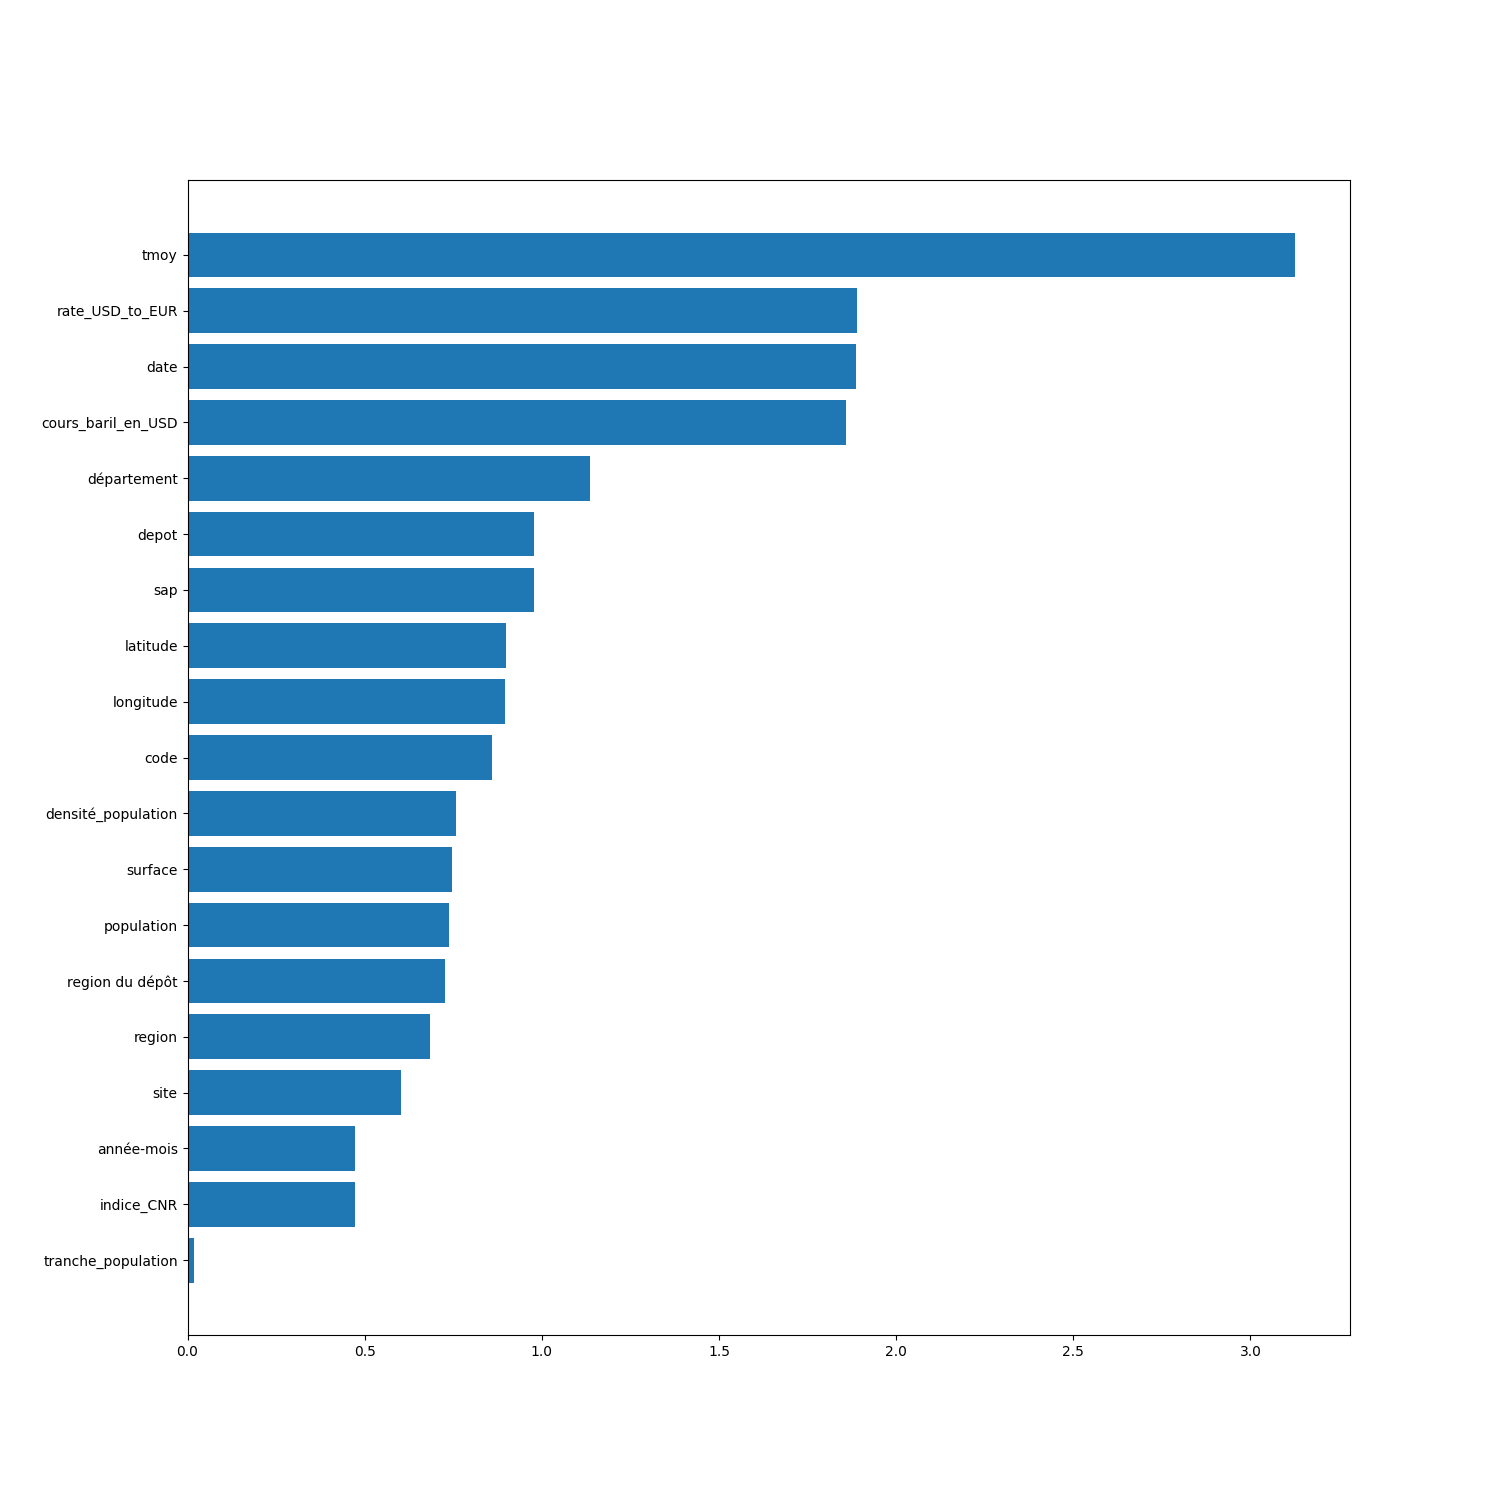 tmoy
rate_USD_to_EUR
date
cours_baril_en_USD
département
depot
sap
latitude
longitude
code
densité_population
surface
population
region du dépôt
region
site
année-mois
indice_CNR
tranche_population
0.0 0.5 1.0 1.5 2.0 2.5 3.0